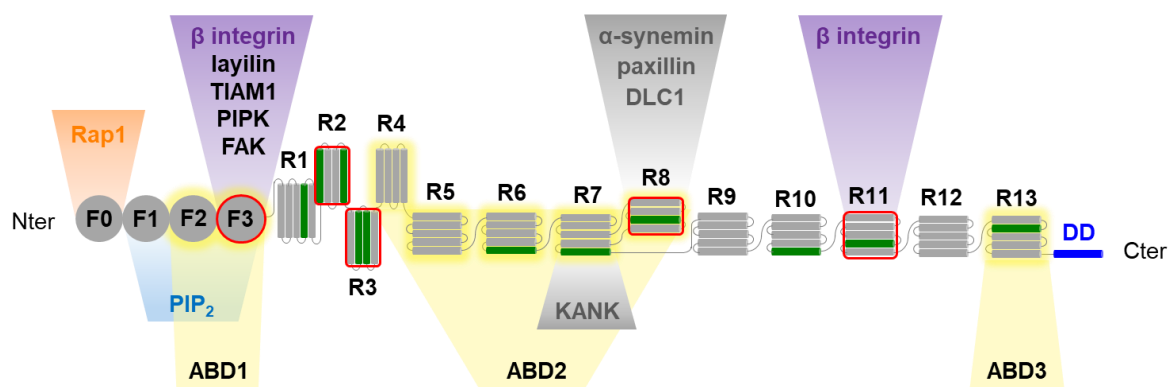 β integrin
layilin
TIAM1
PIPK
FAK
α-synemin
paxillin
DLC1
β integrin
Rap1
R1
R2
R3
R4
R5
R6
R7
R8
R9
R10
R11
R12
R13
Nter
F0
F1
F2
F3
DD
Cter
PIP₂
KANK
ABD1
ABD2
ABD3